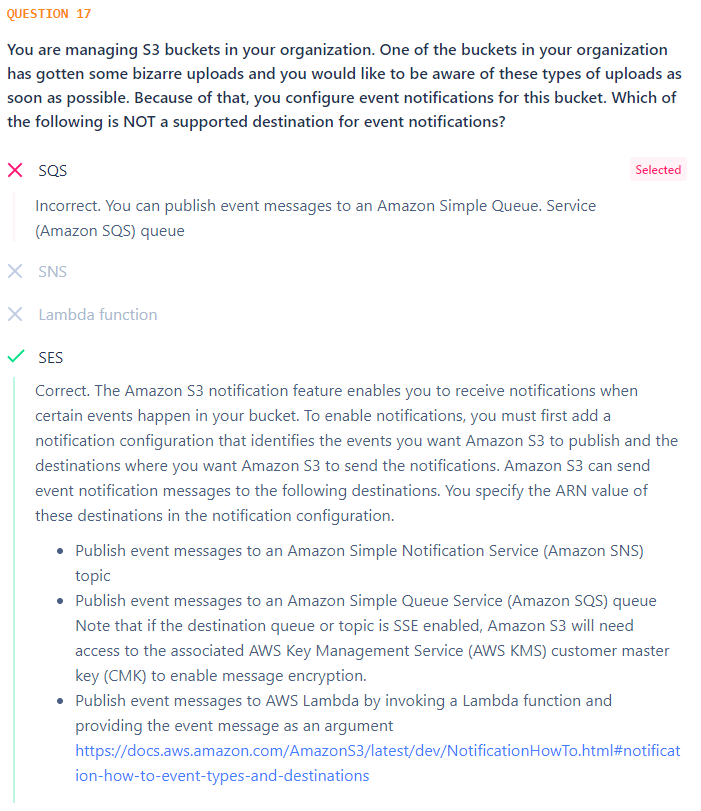 QUESTION 17
You are managing S3 buckets in your organization. One of the buckets in your organization
has gotten some bizarre uploads and you would like to be aware of these types of uploads as
soon as possible. Because of that, you configure event notifications for this bucket. Which of
the following is NOT a supported destination for event notifications?
SQS
Selected
Incorrect. You can publish event messages to an Amazon Simple Queue. Service
(Amazon SQS) queue
SNS
Lambda function
SES
Correct. The Amazon S3 notification feature enables you to receive notifications when
certain events happen in your bucket. To enable notifications, you must first add a
notification configuration that identifies the events you want Amazon S3 to publish and the
destinations where you want Amazon S3 to send the notifications. Amazon S3 can send
event notification messages to the following destinations. You specify the ARN value of
these destinations in the notification configuration.
• Publish event messages to an Amazon Simple Notification Service (Amazon SNS)
topic
• Publish event messages to an Amazon Simple Queue Service (Amazon SQS) queue
Note that if the destination queue or topic is SSE enabled, Amazon S3 will need
access to the associated AWS Key Management Service (AWS KMS) customer master
key (CMK) to enable message encryption.
• Publish event messages to AWS Lambda by invoking a Lambda function and
providing the event message as an argument
https://docs.aws.amazon.com/AmazonS3/latest/dev/NotificationHowTo.html#notificat
ion-how-to-event-types-and-destinations